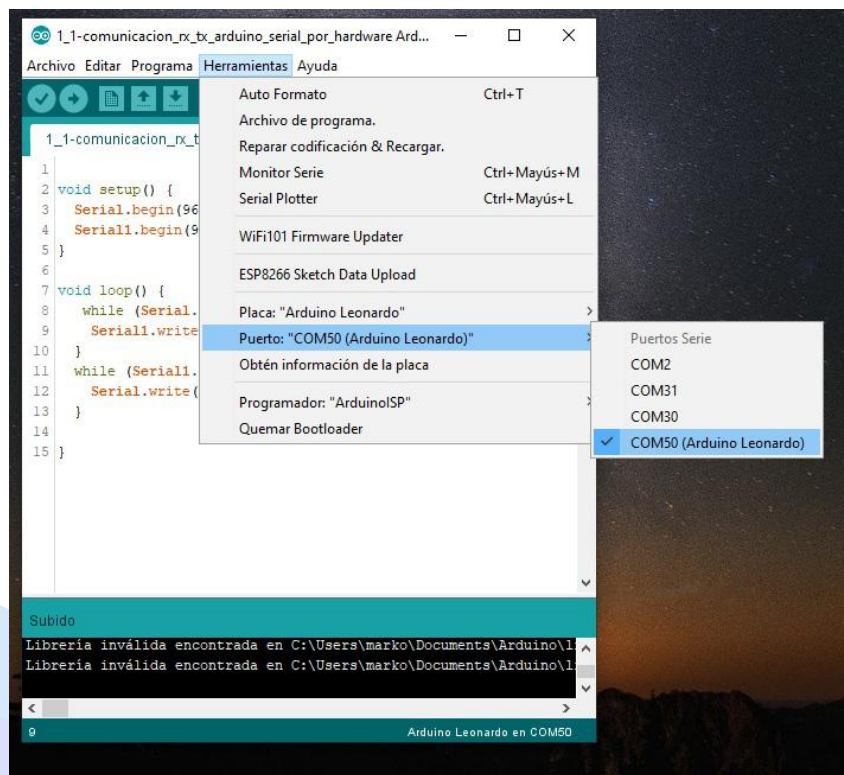 1_1-comunicacion_rx_tx_arduino_serial_por_hardware Ard...
Archivo Editar Programa Herramientas Ayuda
1_1-comunicacion_rx_t
Auto Formato Ctrl+T
Archivo de programa.
Reparar codificación & Recargar.
Monitor Serie Ctrl+Mayús+M
Serial Plotter Ctrl+Mayús+L
WiFi101 Firmware Updater
ESP8266 Sketch Data Upload
Placa: "Arduino Leonardo"
Puerto: "COM50 (Arduino Leonardo)"
Obtén información de la placa
Programador: "ArduinoISP"
Quemar Bootloader
Puertos Serie
COM2
COM31
COM30
COM50 (Arduino Leonardo)
1
2 void setup() {
3 Serial.begin(96
4 Serial1.begin(9
5 }
6
7 void loop() {
8 while (Serial.
9 Serial1.write
10 }
11 while (Serial1.
12 Serial.write(
13 }
14
15 }
Subido
Librería inválida encontrada en C:\Users\marko\Documents\Arduino\l
Librería inválida encontrada en C:\Users\marko\Documents\Arduino\l
9 Arduino Leonardo en COM50